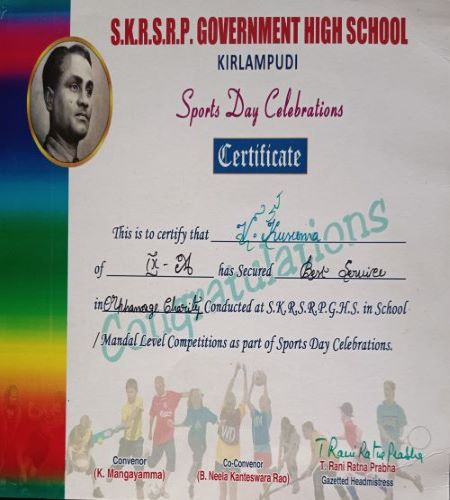 S.K.R.S.R.P. GOVERNMENT HIGH SCHOOL
KIRLAMPUDI
Sports Day Celebrations
Certificate
Congratulations
This is to certify that V. Kusuma
of IX - A has Secured Best Service
in Orphanage Charity Conducted at S.K.R.S.R.P.G.H.S. in School
/ Mandal Level Competitions as part of Sports Day Celebrations.
T Rani Ratna Prabha
Convenor Co-Convenor T. Rani Ratna Prabha
(K. Mangayamma) (B. Neela Kanteswara Rao) Gazetted Headmistress